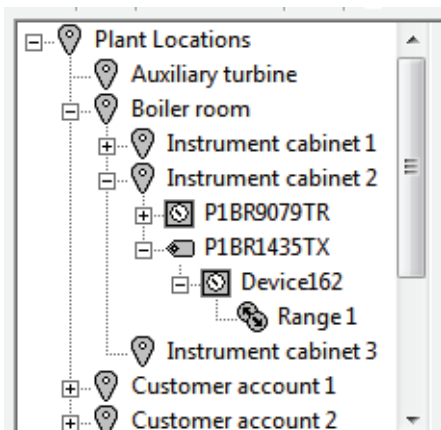 Plant Locations
Auxiliary turbine
Boiler room
Instrument cabinet 1
Instrument cabinet 2
P1BR9079TR
P1BR1435TX
Device162
Range 1
Instrument cabinet 3
Customer account 1
Customer account 2